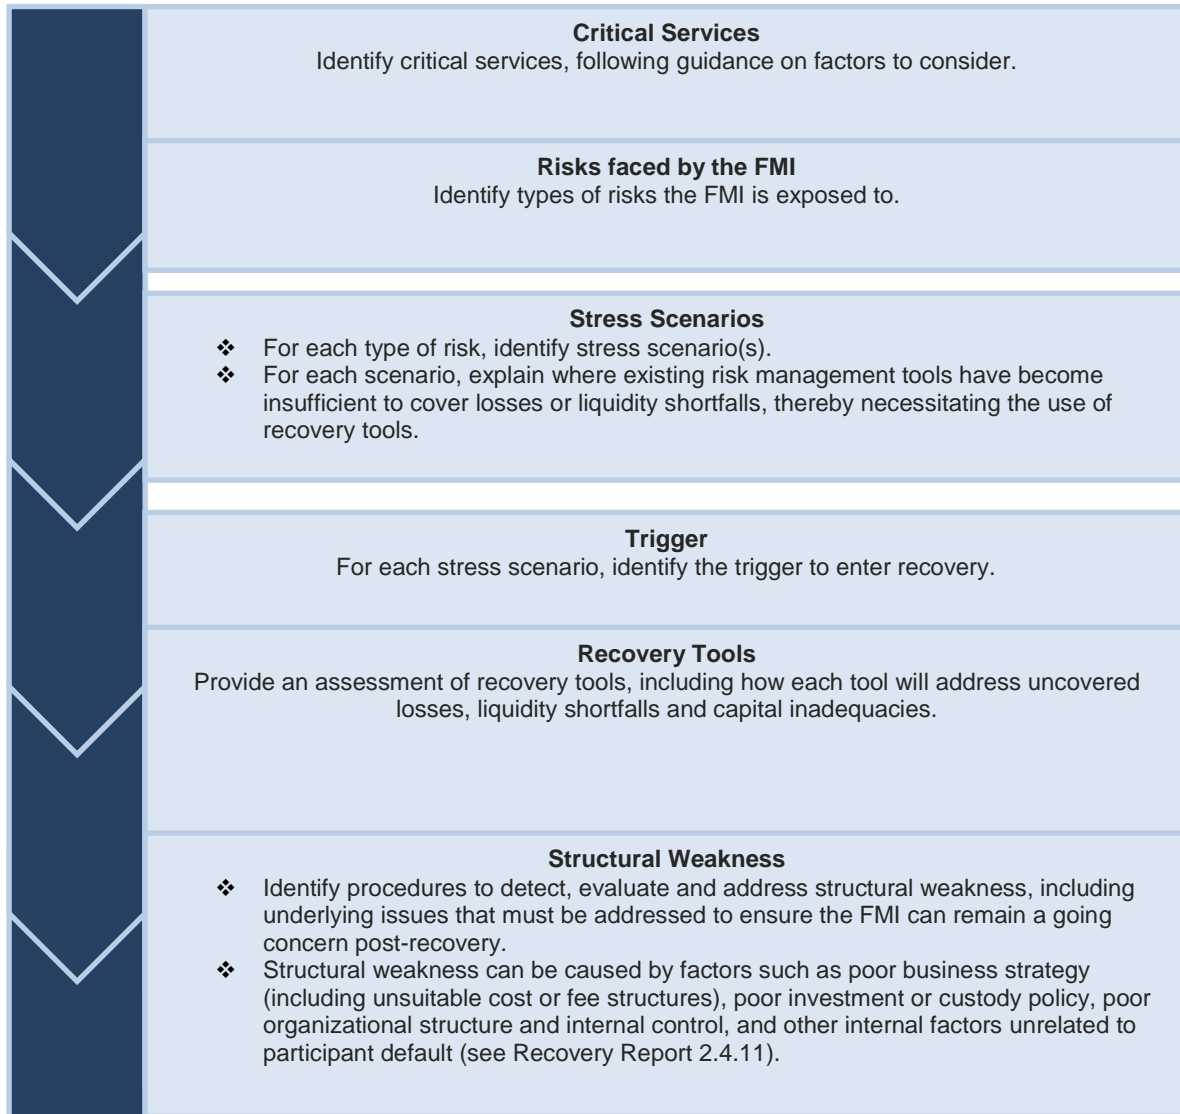 Critical Services
Identify critical services, following guidance on factors to consider.
Risks faced by the FMI
Identify types of risks the FMI is exposed to.
Stress Scenarios
❖ For each type of risk, identify stress scenario(s).
❖ For each scenario, explain where existing risk management tools have become
insufficient to cover losses or liquidity shortfalls, thereby necessitating the use of
recovery tools.
Trigger
For each stress scenario, identify the trigger to enter recovery.
Recovery Tools
Provide an assessment of recovery tools, including how each tool will address uncovered
losses, liquidity shortfalls and capital inadequacies.
Structural Weakness
❖ Identify procedures to detect, evaluate and address structural weakness, including
underlying issues that must be addressed to ensure the FMI can remain a going
concern post-recovery.
❖ Structural weakness can be caused by factors such as poor business strategy
(including unsuitable cost or fee structures), poor investment or custody policy, poor
organizational structure and internal control, and other internal factors unrelated to
participant default (see Recovery Report 2.4.11).